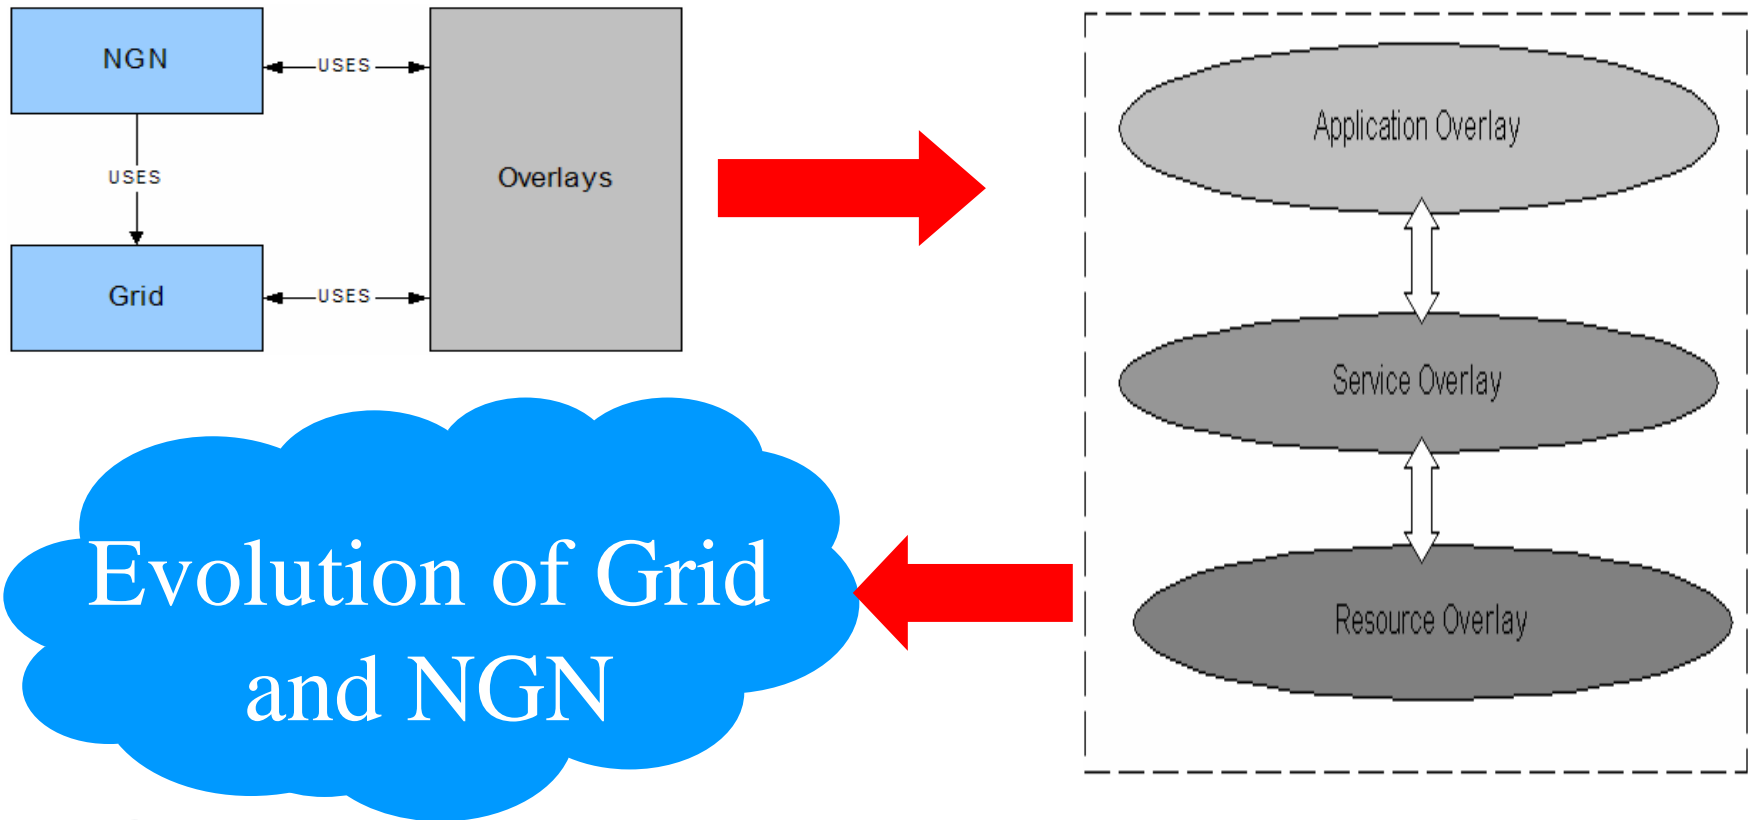 NGN
USES
Overlays
USES
Grid
USES
Application Overlay
Service Overlay
Resource Overlay
Evolution of Grid
and NGN